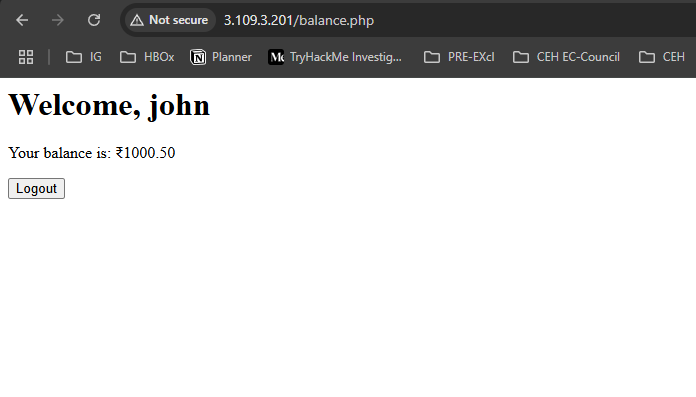 Not secure 3.109.3.201/balance.php
IG HBOx Planner TryHackMe Investig... PRE-EXcl CEH EC-Council CEH
Welcome, john
Your balance is: ₹1000.50
Logout